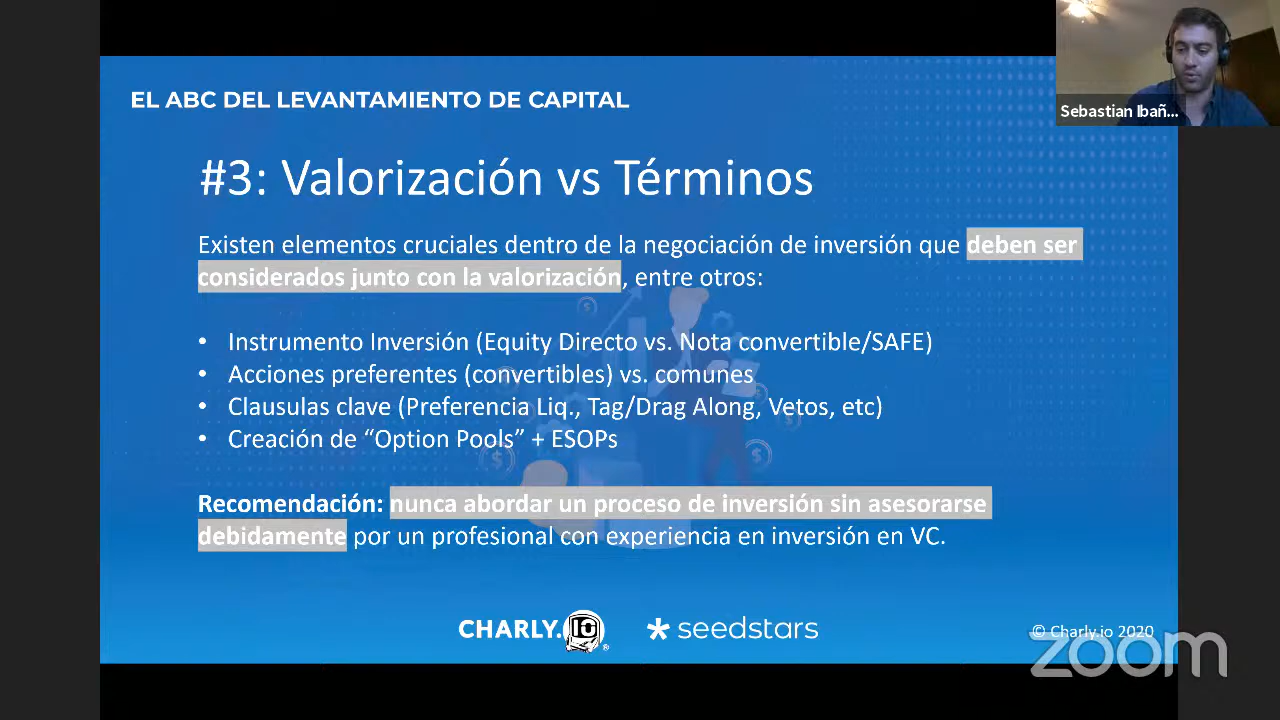 EL ABC DEL LEVANTAMIENTO DE CAPITAL
Sebastian Ibañ...
#3: Valorización vs Términos
Existen elementos cruciales dentro de la negociación de inversión que deben ser
considerados junto con la valorización, entre otros:
• Instrumento Inversión (Equity Directo vs. Nota convertible/SAFE)
• Acciones preferentes (convertibles) vs. comunes
• Clausulas clave (Preferencia Liq., Tag/Drag Along, Vetos, etc)
• Creación de “Option Pools” + ESOPs
Recomendación: nunca abordar un proceso de inversión sin asesorarse
debidamente por un profesional con experiencia en inversión en VC.
CHARLY.IO®
seedstars
© Charly.io 2020
zoom